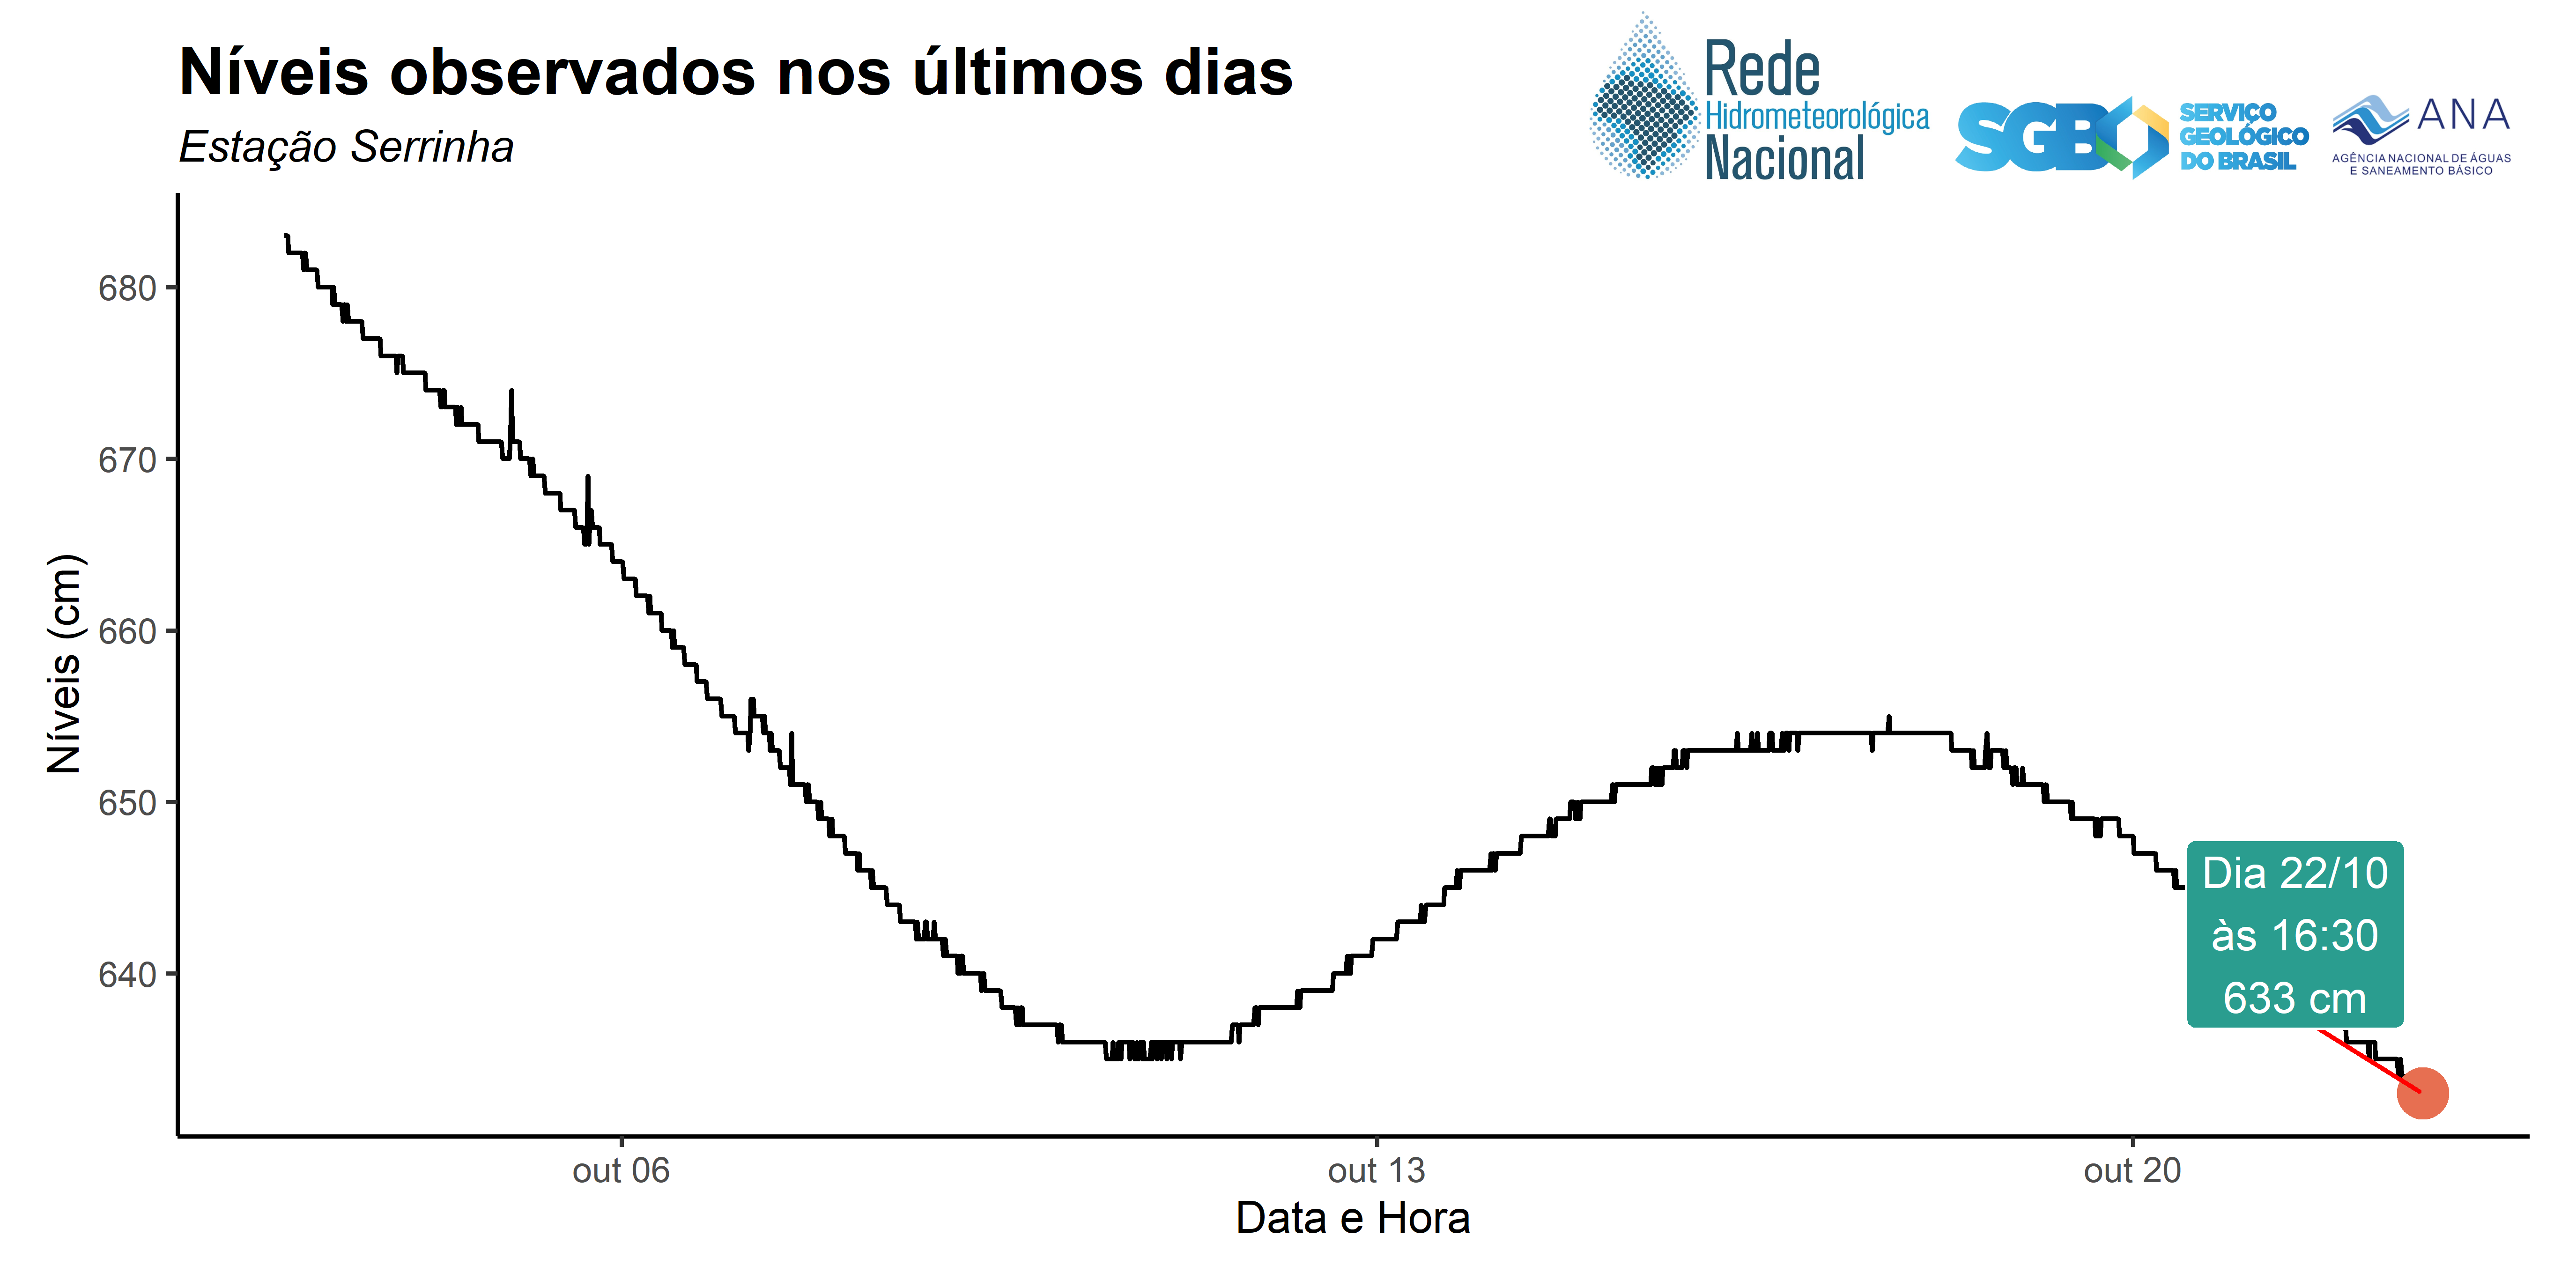 Níveis observados nos últimos dias
Estação Serrinha
Rede
Hidrometeorológica
Nacional
SGB
SERVIÇO
GEOLÓGICO
DO BRASIL
ANA
AGÊNCIA NACIONAL DE ÁGUAS
E SANEAMENTO BÁSICO
Níveis (cm)
680
670
660
650
640
Dia 22/10
às 16:30
633 cm
out 06
out 13
out 20
Data e Hora